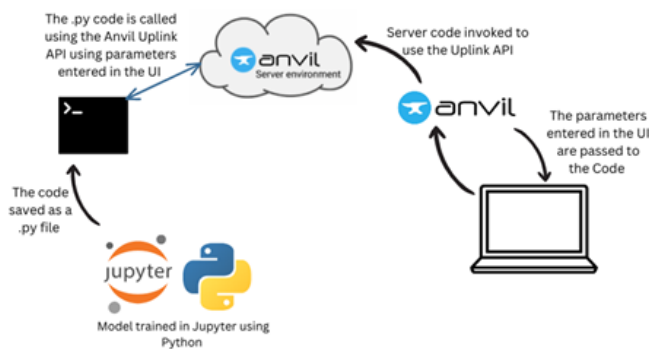 The .py code is called
using the Anvil Uplink
API using parameters
entered in the UI
anvil
Server environment
Server code invoked to
use the Uplink API
anvil
The parameters
entered in the UI
are passed to
the Code
>_
The code
saved as a
.py file
jupyter
Model trained in Jupyter using
Python